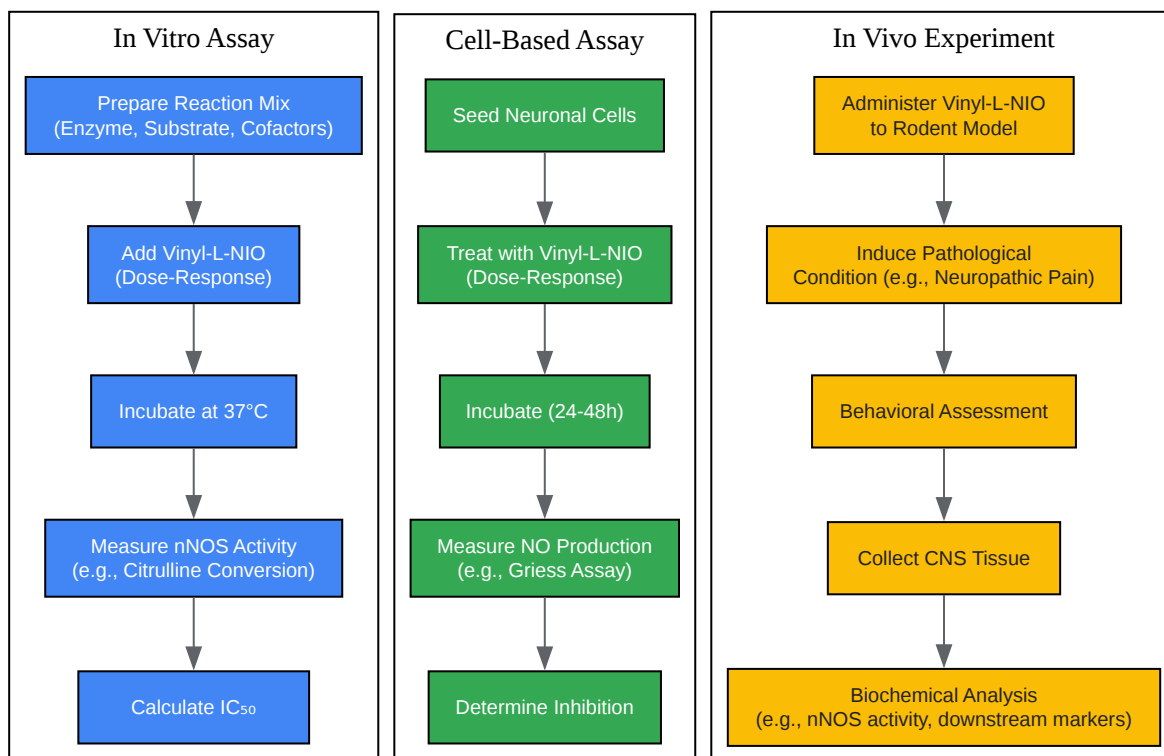 In Vitro Assay
Prepare Reaction Mix
(Enzyme, Substrate, Cofactors)
Add Vinyl-L-NIO
(Dose-Response)
Incubate at 37°C
Measure nNOS Activity
(e.g., Citrulline Conversion)
Calculate IC₅₀
Cell-Based Assay
Seed Neuronal Cells
Treat with Vinyl-L-NIO
(Dose-Response)
Incubate (24-48h)
Measure NO Production
(e.g., Griess Assay)
Determine Inhibition
In Vivo Experiment
Administer Vinyl-L-NIO
to Rodent Model
Induce Pathological
Condition (e.g., Neuropathic Pain)
Behavioral Assessment
Collect CNS Tissue
Biochemical Analysis
(e.g., nNOS activity, downstream markers)